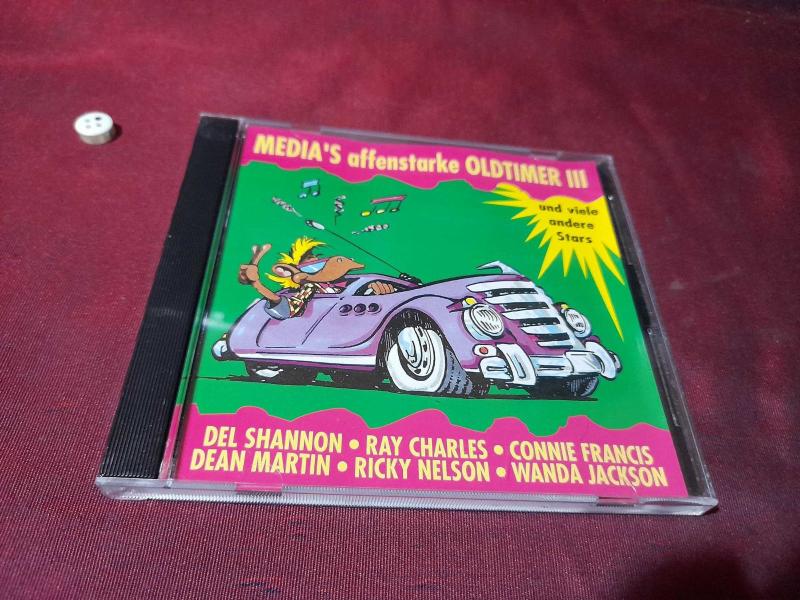 MEDIA'S affenstarke OLDTIMER III
und viele
andere
Stars
DEL SHANNON • RAY CHARLES • CONNIE FRANCIS
DEAN MARTIN • RICKY NELSON • WANDA JACKSON